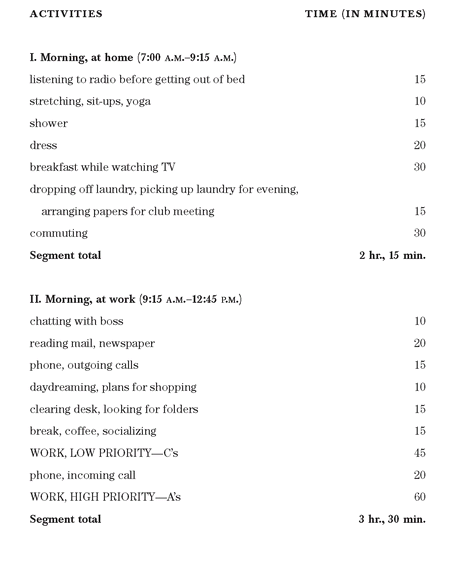 ACTIVITIES TIME (IN MINUTES)
I. Morning, at home (7:00 A.M.–9:15 A.M.)
listening to radio before getting out of bed 15
stretching, sit-ups, yoga 10
shower 15
dress 20
breakfast while watching TV 30
dropping off laundry, picking up laundry for evening,
arranging papers for club meeting 15
commuting 30
Segment total 2 hr., 15 min.
II. Morning, at work (9:15 A.M.–12:45 P.M.)
chatting with boss 10
reading mail, newspaper 20
phone, outgoing calls 15
daydreaming, plans for shopping 10
clearing desk, looking for folders 15
break, coffee, socializing 15
WORK, LOW PRIORITY—C's 45
phone, incoming call 20
WORK, HIGH PRIORITY—A's 60
Segment total 3 hr., 30 min.